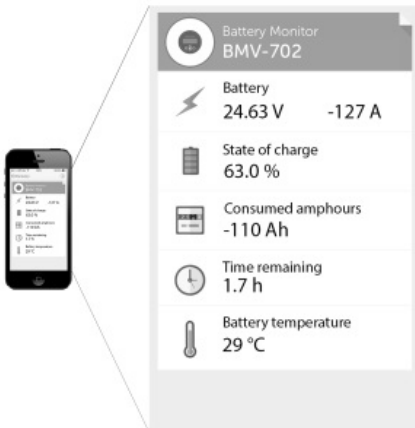 Battery Monitor
BMV-702
Battery
24.63 V -127 A
State of charge
63.0 %
Consumed amphours
-110 Ah
Time remaining
1.7 h
Battery temperature
29 °C